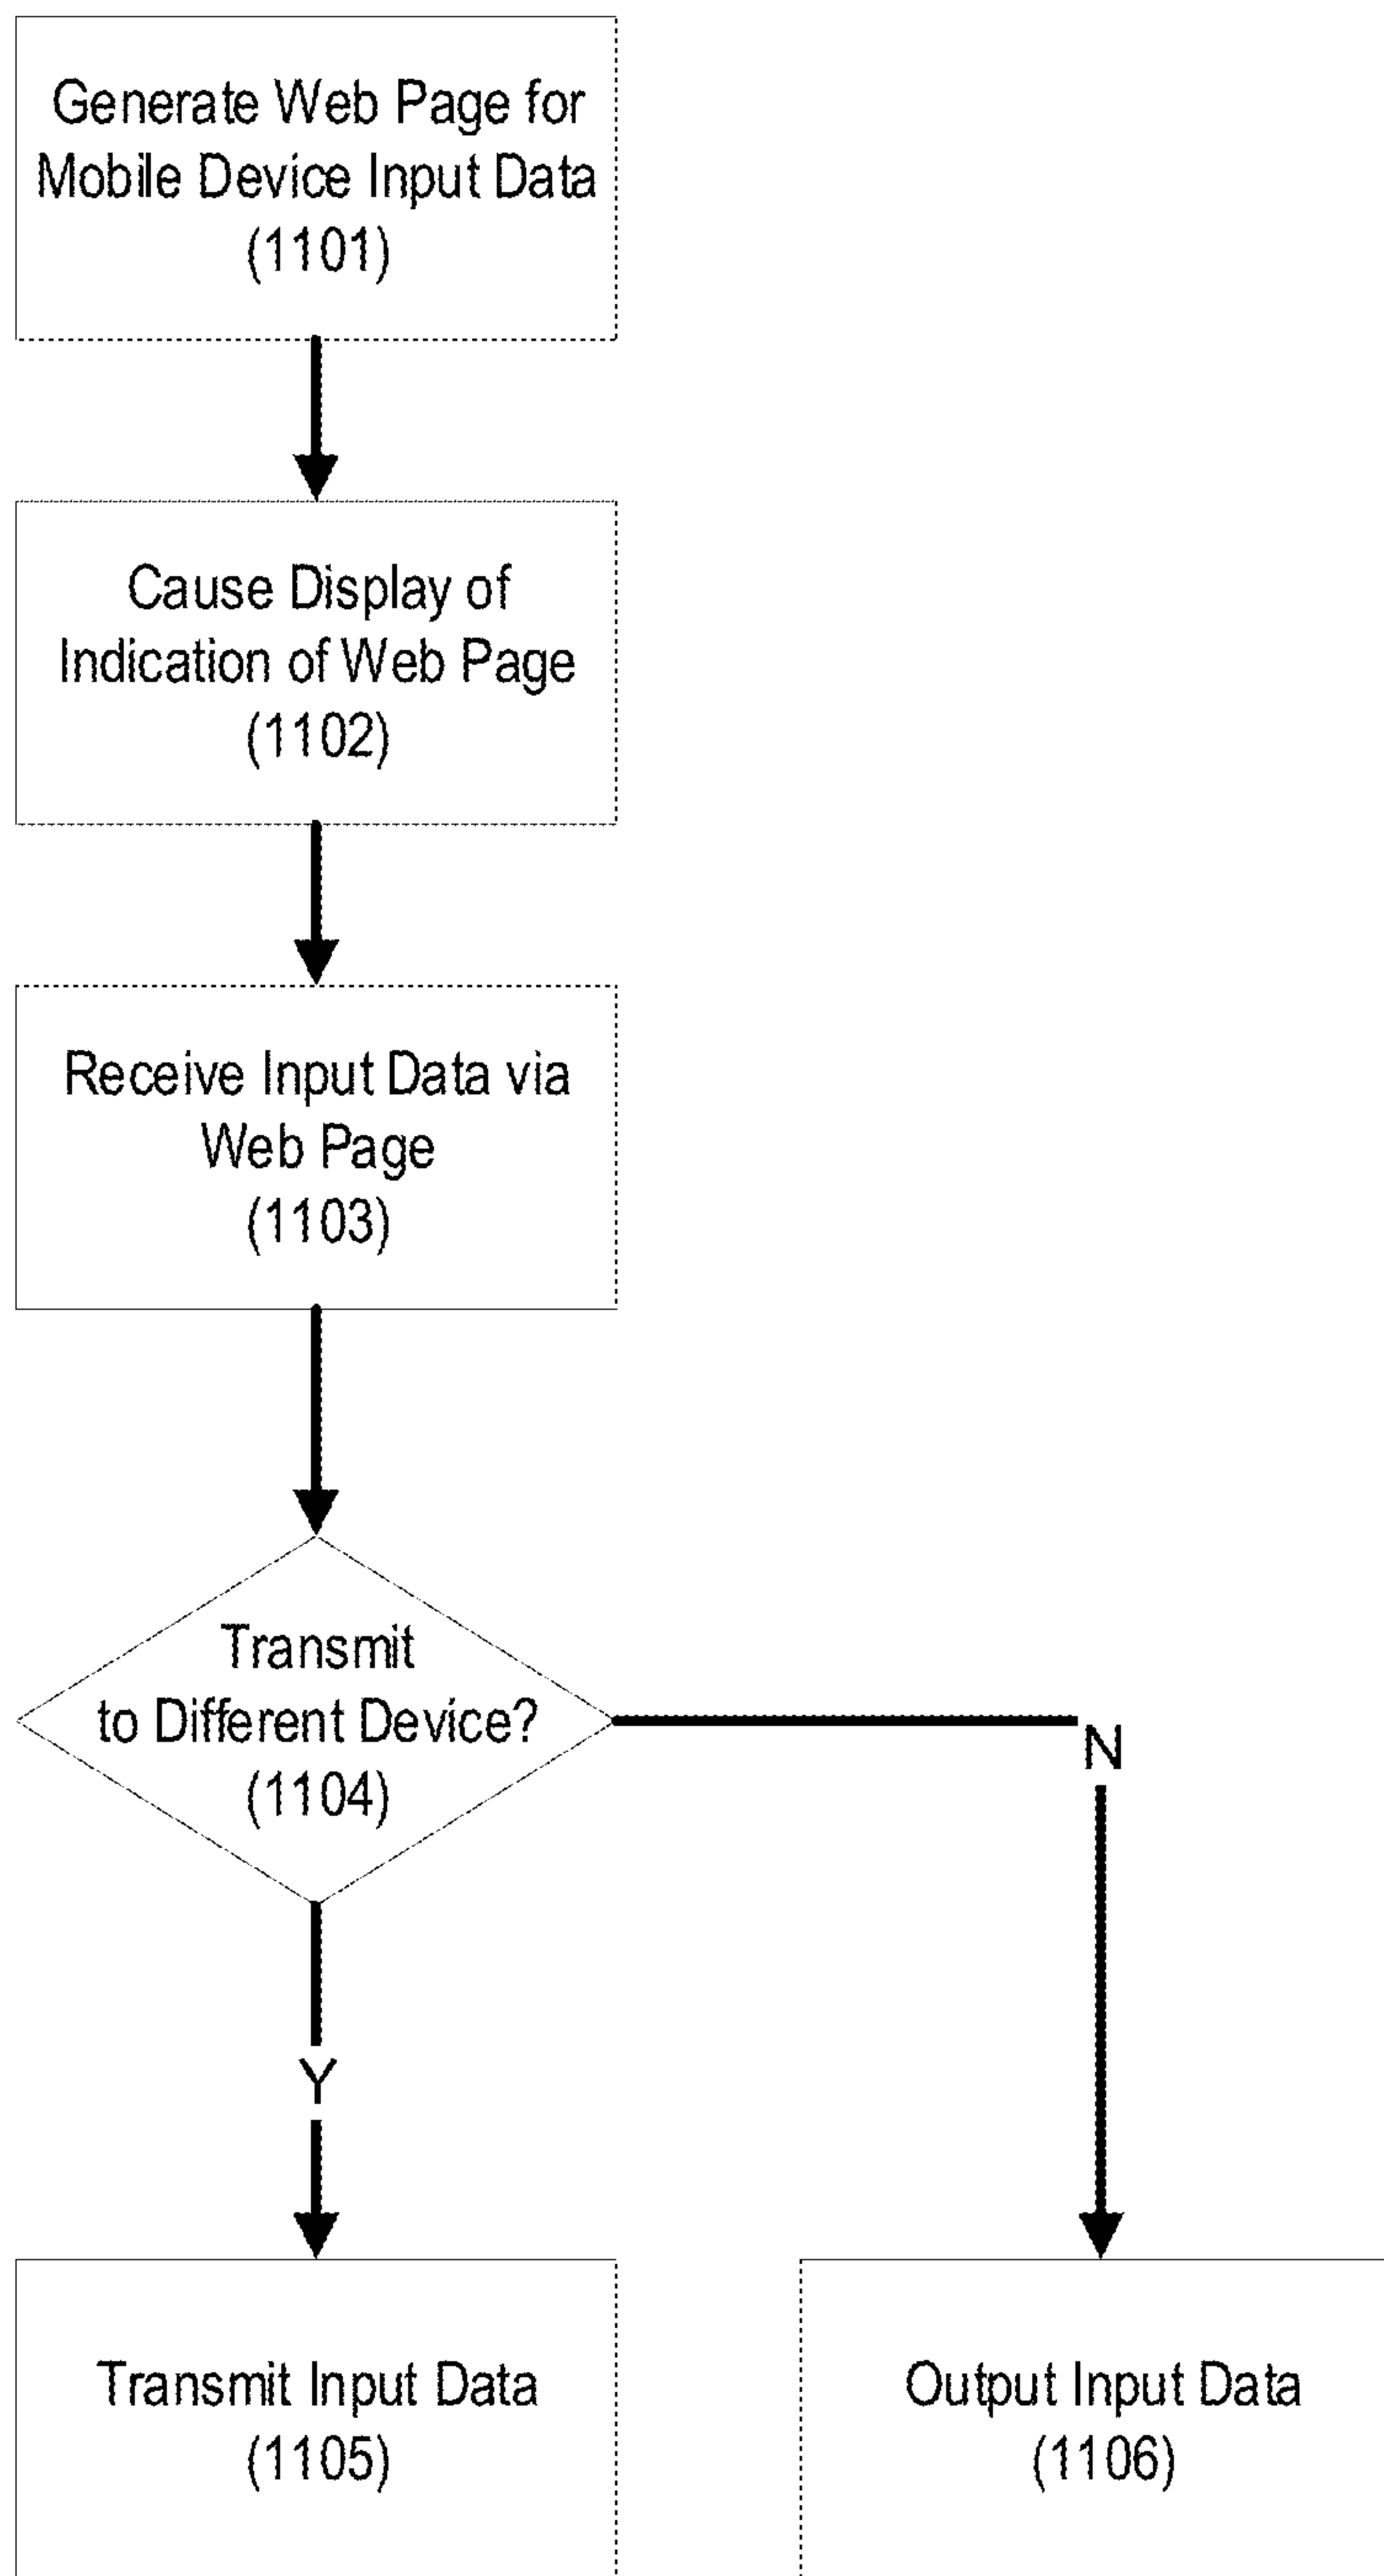 Generate Web Page for
Mobile Device Input Data
(1101)
Cause Display of
Indication of Web Page
(1102)
Receive Input Data via
Web Page
(1103)
Transmit
to Different Device?
(1104)
N
Y
Transmit Input Data
(1105)
Output Input Data
(1106)